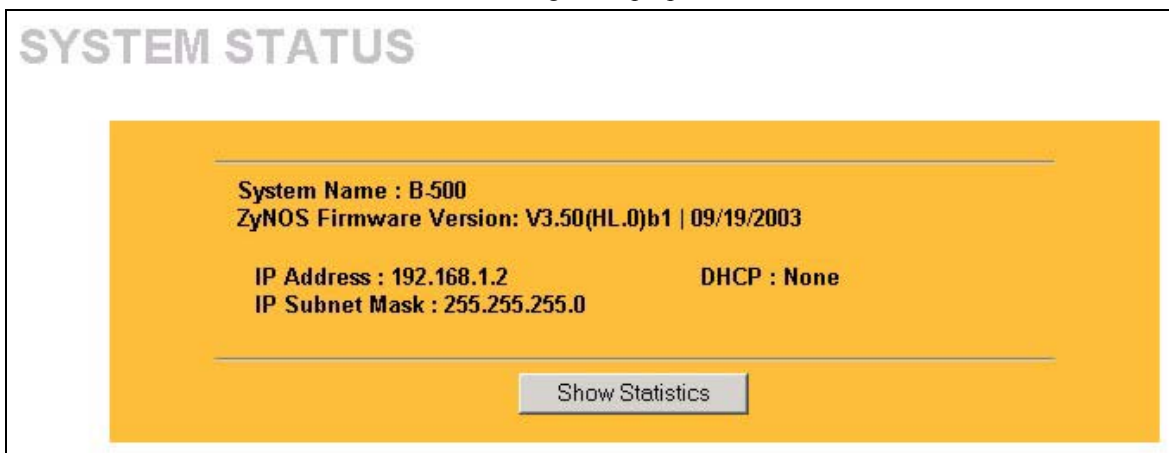 SYSTEM STATUS
System Name : B-500
ZyNOS Firmware Version: V3.50(HL.0)b1 | 09/19/2003
IP Address : 192.168.1.2 DHCP : None
IP Subnet Mask : 255.255.255.0
Show Statistics